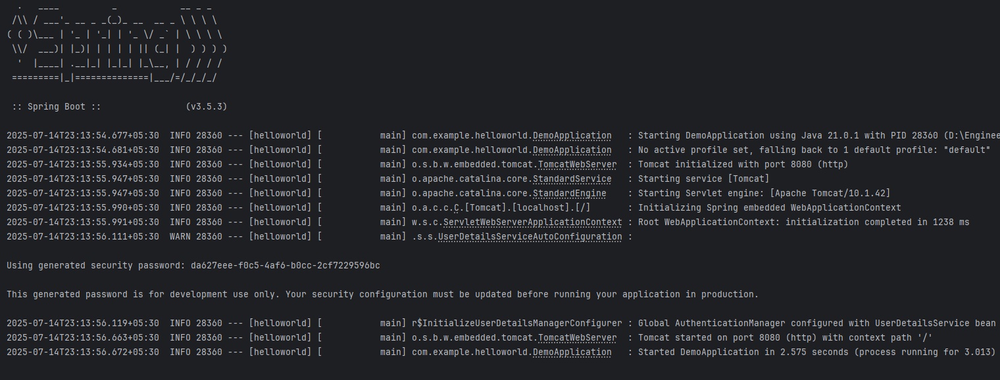 .   ____          _            __ _ _
 /\\ / ___'_ __ _ _(_)_ __  __ _ \ \ \ \
( ( )\___ | '_ | '_| | '_ \/ _` | \ \ \ \
 \\/  ___)| |_)| | | | | || (_| |  ) ) ) )
  '  |____| .__|_| |_|_| |_\__, | / / / /
 =========|_|==============|___/=/_/_/_/

 :: Spring Boot ::                (v3.5.3)

2025-07-14T23:13:54.677+05:30  INFO 28360 --- [helloworld] [           main] com.example.helloworld.DemoApplication   : Starting DemoApplication using Java 21.0.1 with PID 28360 (D:\Enginee
2025-07-14T23:13:54.681+05:30  INFO 28360 --- [helloworld] [           main] com.example.helloworld.DemoApplication   : No active profile set, falling back to 1 default profile: "default"
2025-07-14T23:13:55.934+05:30  INFO 28360 --- [helloworld] [           main] o.s.b.w.embedded.tomcat.TomcatWebServer  : Tomcat initialized with port 8080 (http)
2025-07-14T23:13:55.947+05:30  INFO 28360 --- [helloworld] [           main] o.apache.catalina.core.StandardService   : Starting service [Tomcat]
2025-07-14T23:13:55.947+05:30  INFO 28360 --- [helloworld] [           main] o.apache.catalina.core.StandardEngine    : Starting Servlet engine: [Apache Tomcat/10.1.42]
2025-07-14T23:13:55.990+05:30  INFO 28360 --- [helloworld] [           main] o.a.c.c.C.[Tomcat].[localhost].[/]       : Initializing Spring embedded WebApplicationContext
2025-07-14T23:13:55.991+05:30  INFO 28360 --- [helloworld] [           main] w.s.c.ServletWebServerApplicationContext : Root WebApplicationContext: initialization completed in 1238 ms
2025-07-14T23:13:56.111+05:30  WARN 28360 --- [helloworld] [           main] .s.s.UserDetailsServiceAutoConfiguration :

Using generated security password: da627eee-f0c5-4af6-b0cc-2cf7229596bc

This generated password is for development use only. Your security configuration must be updated before running your application in production.

2025-07-14T23:13:56.119+05:30  INFO 28360 --- [helloworld] [           main] r$InitializeUserDetailsManagerConfigurer : Global AuthenticationManager configured with UserDetailsService bean
2025-07-14T23:13:56.663+05:30  INFO 28360 --- [helloworld] [           main] o.s.b.w.embedded.tomcat.TomcatWebServer  : Tomcat started on port 8080 (http) with context path '/'
2025-07-14T23:13:56.672+05:30  INFO 28360 --- [helloworld] [           main] com.example.helloworld.DemoApplication   : Started DemoApplication in 2.575 seconds (process running for 3.013)